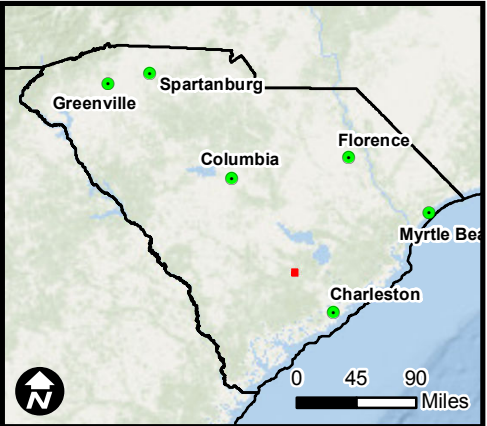 Spartanburg
Greenville
Florence
Columbia
Myrtle Bea
Charleston
0 45 90
Miles
N